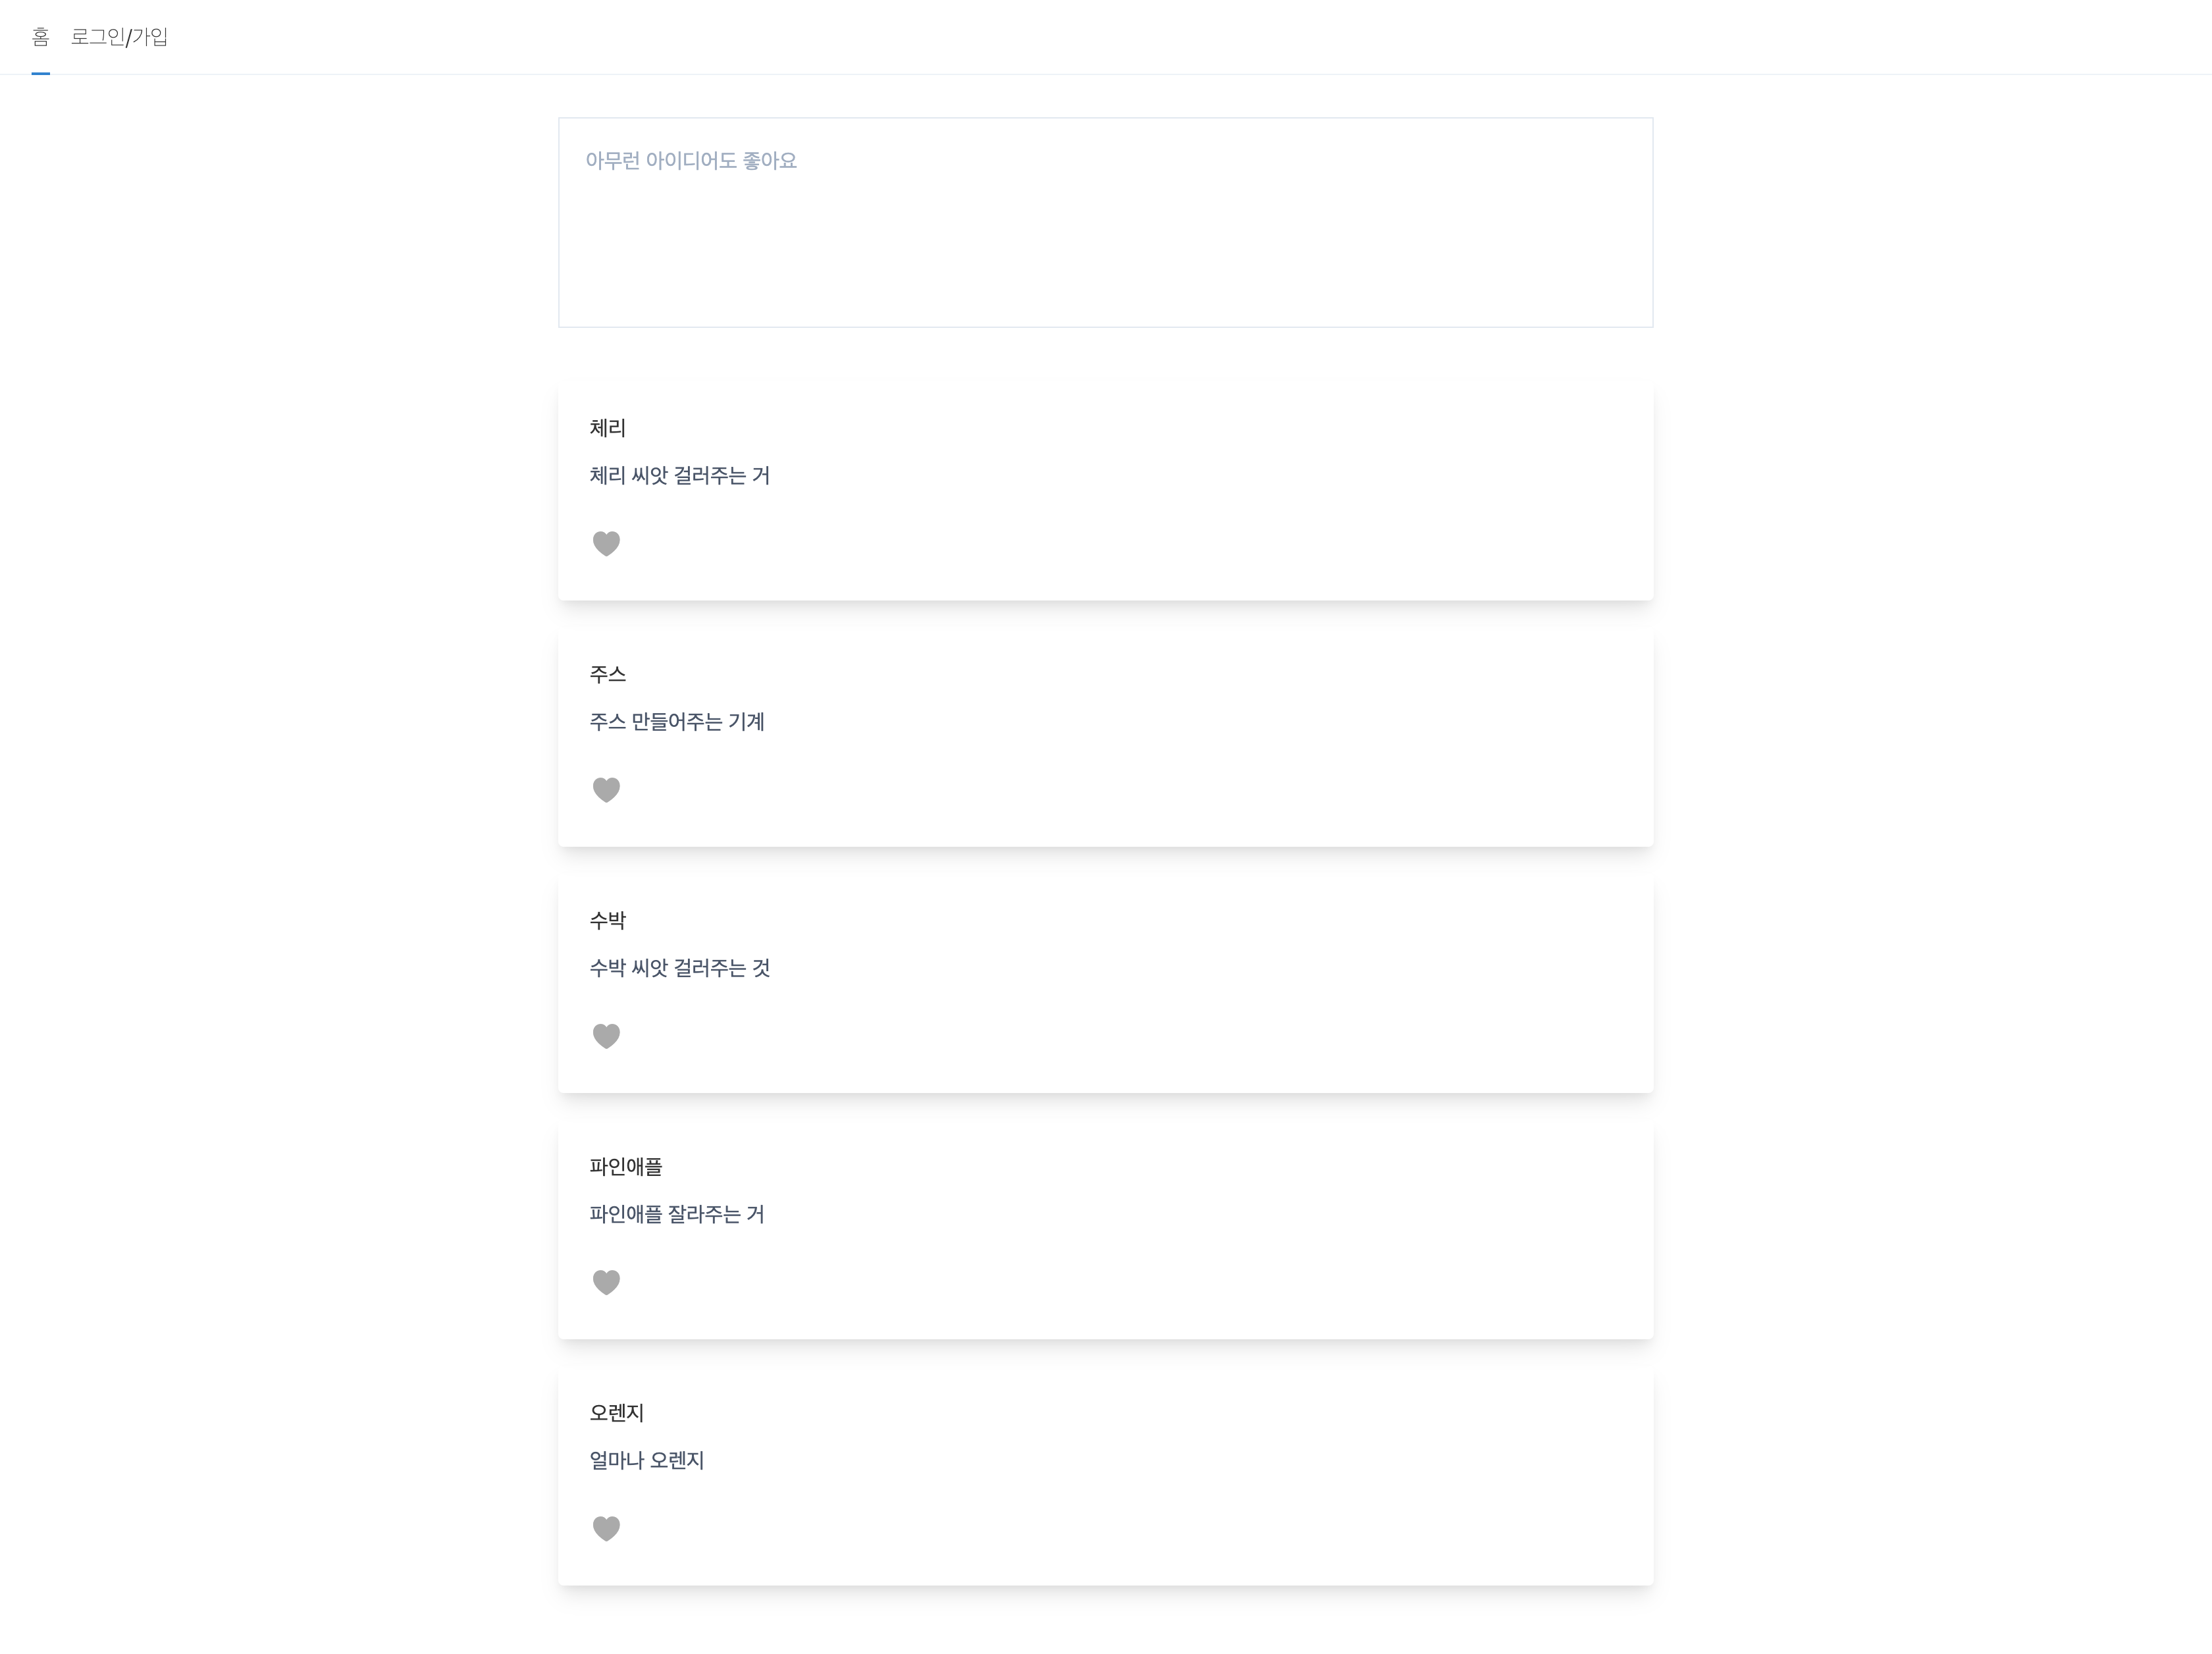 홈 로그인/가입
아무런 아이디어도 좋아요
체리
체리 씨앗 걸러주는 거
주스
주스 만들어주는 기계
수박
수박 씨앗 걸러주는 것
파인애플
파인애플 잘라주는 거
오렌지
얼마나 오렌지